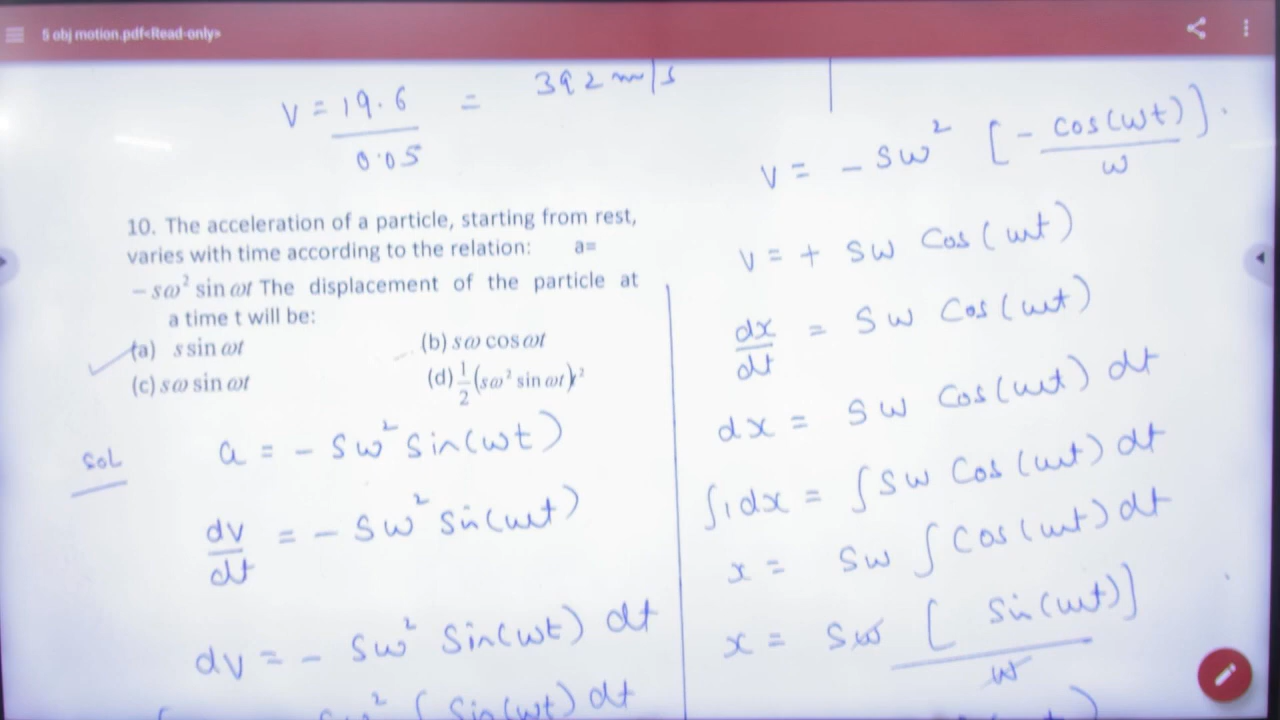 5 obj motion.pdf<Read-only>
V = 19.6 / 0.05 = 392 m/s
10. The acceleration of a particle, starting from rest,
varies with time according to the relation: a=
− sω² sin ωt The displacement of the particle at
a time t will be:
(a) s sin ωt (b) sω cos ωt
(c) sω sin ωt (d) 1/2 (sω² sin ωt)t²
Sol a = − Sω² Sin(ωt)
dv/dt = − Sω² Sin(ωt)
dv = − Sω² Sin(ωt) dt
Sin(ωt) dt
V = − Sω² [− Cos(ωt)/ω].
V = + Sω Cos(ωt)
dx/dt = Sω Cos(ωt)
dx = Sω Cos(ωt) dt
∫1dx = ∫Sω Cos(ωt) dt
x = Sω ∫Cos(ωt) dt
x = Sω [Sin(ωt)]/ω